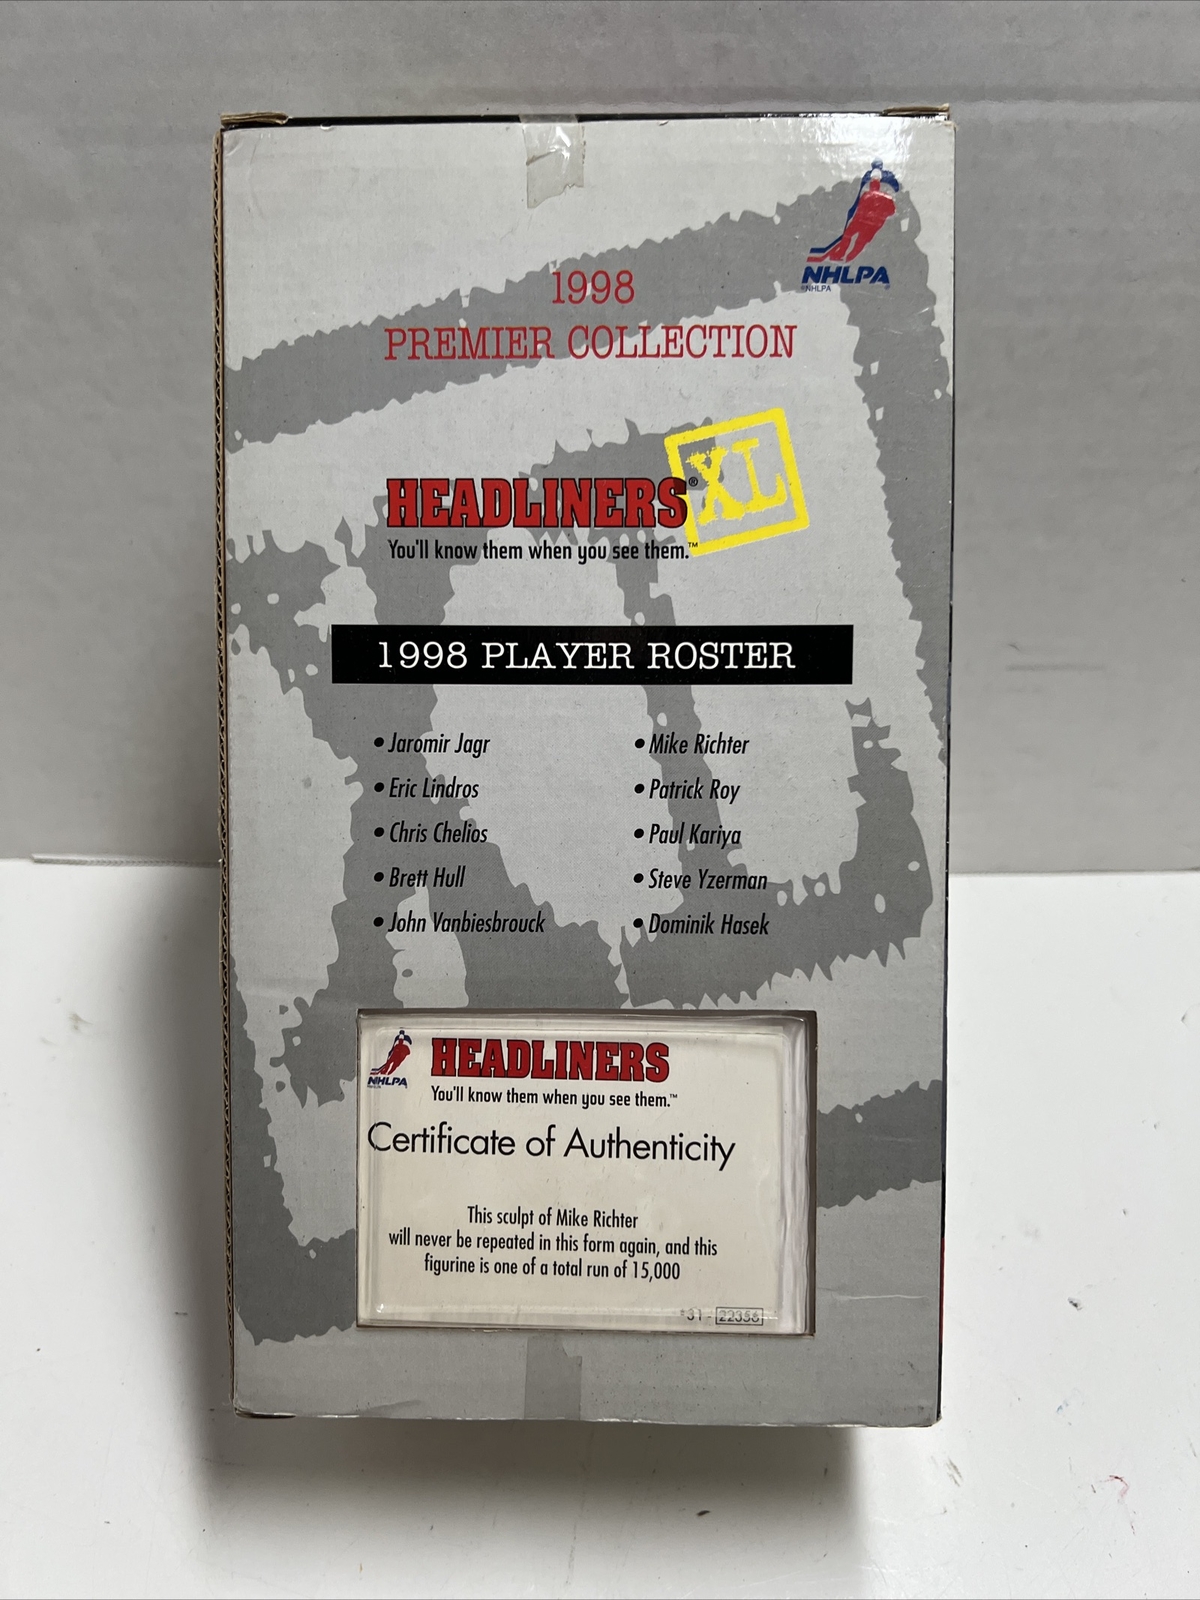 NHLPA
®NHLPA
1998
PREMIER COLLECTION
HEADLINERS® XL
You'll know them when you see them.™
1998 PLAYER ROSTER
• Jaromir Jagr
• Eric Lindros
• Chris Chelios
• Brett Hull
• John Vanbiesbrouck
• Mike Richter
• Patrick Roy
• Paul Kariya
• Steve Yzerman
• Dominik Hasek
NHLPA
HEADLINERS
You'll know them when you see them.™
Certificate of Authenticity
This sculpt of Mike Richter
will never be repeated in this form again, and this
figurine is one of a total run of 15,000